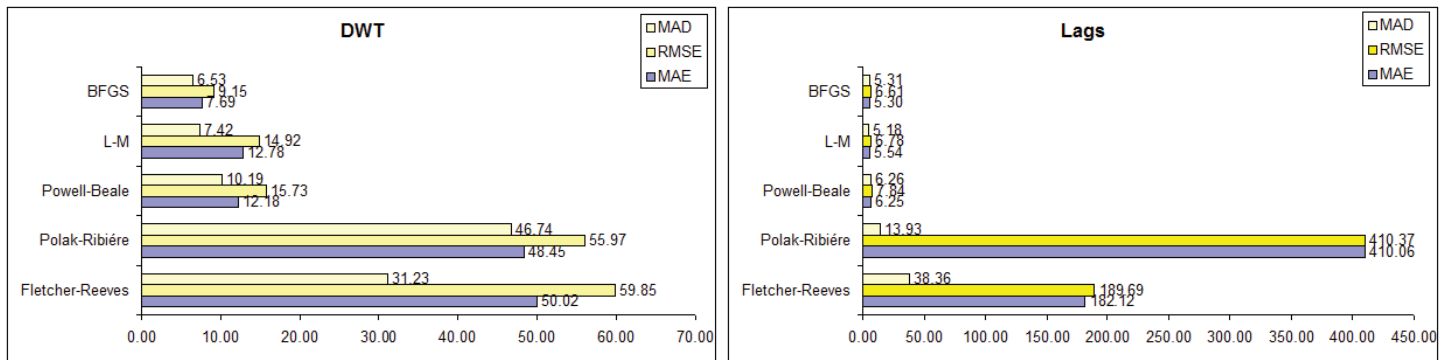 DWT
MAD
RMSE
MAE
BFGS
6.53
9.15
7.69
L-M
7.42
14.92
12.78
Powell-Beale
10.19
15.73
12.18
Polak-Ribiére
46.74
55.97
48.45
Fletcher-Reeves
31.23
59.85
50.02
0.00 10.00 20.00 30.00 40.00 50.00 60.00 70.00
Lags
MAD
RMSE
MAE
BFGS
5.31
6.61
5.30
L-M
5.18
6.78
5.54
Powell-Beale
6.26
7.84
6.25
Polak-Ribiére
13.93
410.37
410.06
Fletcher-Reeves
38.36
189.69
182.12
0.00 50.00 100.00 150.00 200.00 250.00 300.00 350.00 400.00 450.00